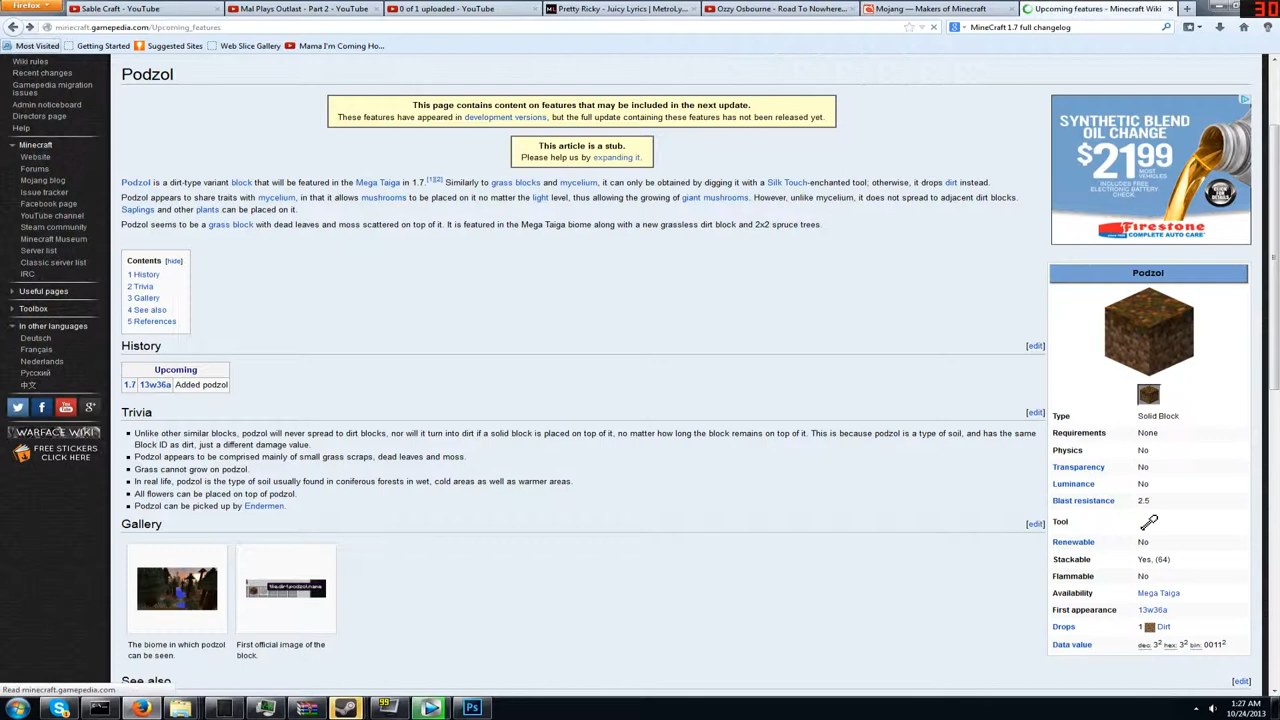 Firefox
Sable Craft - YouTube
Mal Plays Outlast - Part 2 - YouTube
0 of 1 uploaded - YouTube
Pretty Ricky - Juicy Lyrics | MetroLy...
Ozzy Osbourne - Road To Nowhere...
Mojang — Makers of Minecraft
Upcoming features - Minecraft Wiki
30
minecraft.gamepedia.com/Upcoming_features
MineCraft 1.7 full changelog
Most Visited
Getting Started
Suggested Sites
Web Slice Gallery
Mama I'm Coming Ho...
Wiki rules
Recent changes
Gamepedia migration
issues
Admin noticeboard
Directors page
Help
Minecraft
Website
Forums
Mojang blog
Issue tracker
Facebook page
YouTube channel
Steam community
Minecraft Museum
Server list
Classic server list
IRC
Useful pages
Toolbox
In other languages
Deutsch
Français
Nederlands
Русский
中文
WARFACE WIKI
FREE STICKERS
CLICK HERE
Podzol
This page contains content on features that may be included in the next update.
These features have appeared in development versions, but the full update containing these features has not been released yet.
This article is a stub.
Please help us by expanding it.
Podzol is a dirt-type variant block that will be featured in the Mega Taiga in 1.7.[1][2] Similarly to grass blocks and mycelium, it can only be obtained by digging it with a Silk Touch-enchanted tool; otherwise, it drops dirt instead.
Podzol appears to share traits with mycelium, in that it allows mushrooms to be placed on it no matter the light level, thus allowing the growing of giant mushrooms. However, unlike mycelium, it does not spread to adjacent dirt blocks.
Saplings and other plants can be placed on it.
Podzol seems to be a grass block with dead leaves and moss scattered on top of it. It is featured in the Mega Taiga biome along with a new grassless dirt block and 2x2 spruce trees.
Contents [hide]
1 History
2 Trivia
3 Gallery
4 See also
5 References
History
[edit]
Upcoming
1.7 13w36a Added podzol
Trivia
[edit]
Unlike other similar blocks, podzol will never spread to dirt blocks, nor will it turn into dirt if a solid block is placed on top of it, no matter how long the block remains on top of it. This is because podzol is a type of soil, and has the same
Block ID as dirt, just a different damage value.
Podzol appears to be comprised mainly of small grass scraps, dead leaves and moss.
Grass cannot grow on podzol.
In real life, podzol is the type of soil usually found in coniferous forests in wet, cold areas as well as warmer areas.
All flowers can be placed on top of podzol.
Podzol can be picked up by Endermen.
Gallery
[edit]
tile.dirt.podzol.name
The biome in which podzol
can be seen.
First official image of the
block.
See also
[edit]
SYNTHETIC BLEND
OIL CHANGE
$21.99
MOST VEHICLES
Firestone
COMPLETE AUTO CARE
Podzol
Type Solid Block
Requirements None
Physics No
Transparency No
Luminance No
Blast resistance 2.5
Tool
Renewable No
Stackable Yes, (64)
Flammable No
Availability Mega Taiga
First appearance 13w36a
Drops 1 Dirt
Data value dec: 3² hex: 3² bin: 0011²
Read minecraft.gamepedia.com
99
Ps
1:27 AM
10/24/2013